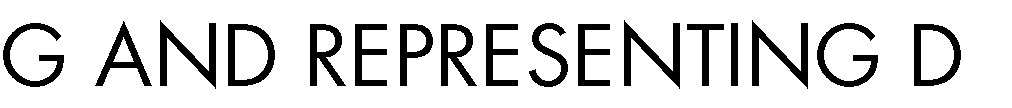 G AND REPRESENTING D